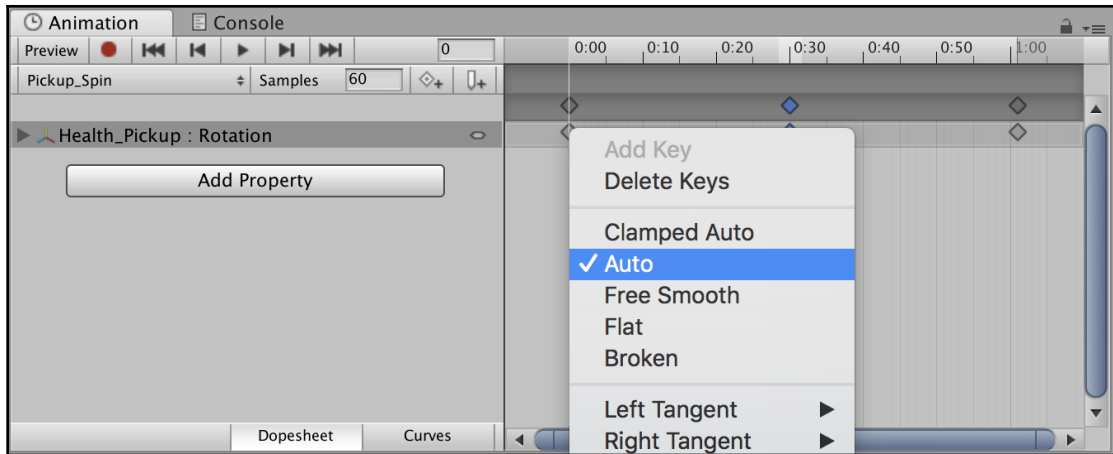 Animation Console
Preview 0 0:00 0:10 0:20 0:30 0:40 0:50 1:00
Pickup_Spin Samples 60
Health_Pickup : Rotation
Add Property
Add Key
Delete Keys
Clamped Auto
Auto
Free Smooth
Flat
Broken
Left Tangent
Right Tangent
Dopesheet Curves